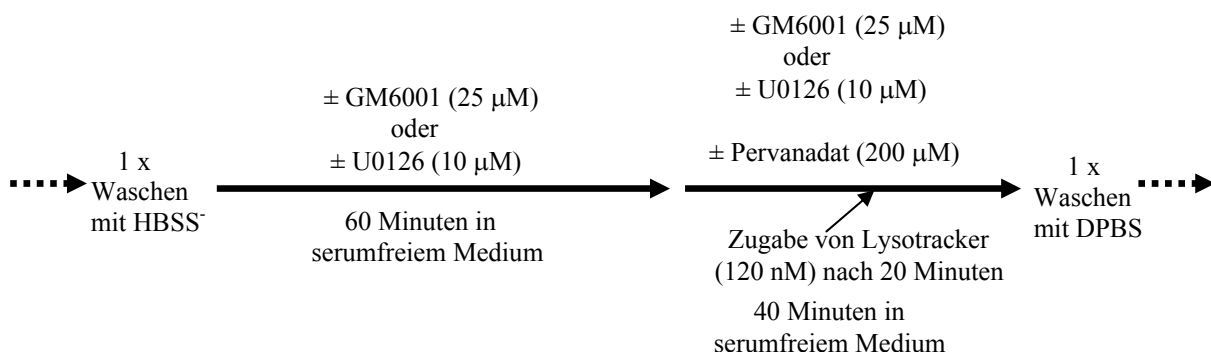 1 x
Waschen
mit HBSS⁻
± GM6001 (25 μM)
oder
± U0126 (10 μM)
60 Minuten in
serumfreiem Medium
± GM6001 (25 μM)
oder
± U0126 (10 μM)
± Pervanadat (200 μM)
Zugabe von Lysotracker
(120 nM) nach 20 Minuten
40 Minuten in
serumfreiem Medium
1 x
Waschen
mit DPBS